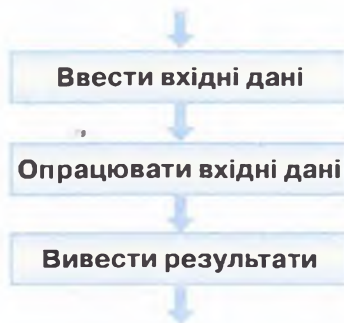 Ввести вхідні дані
Опрацювати вхідні дані
Вивести результати